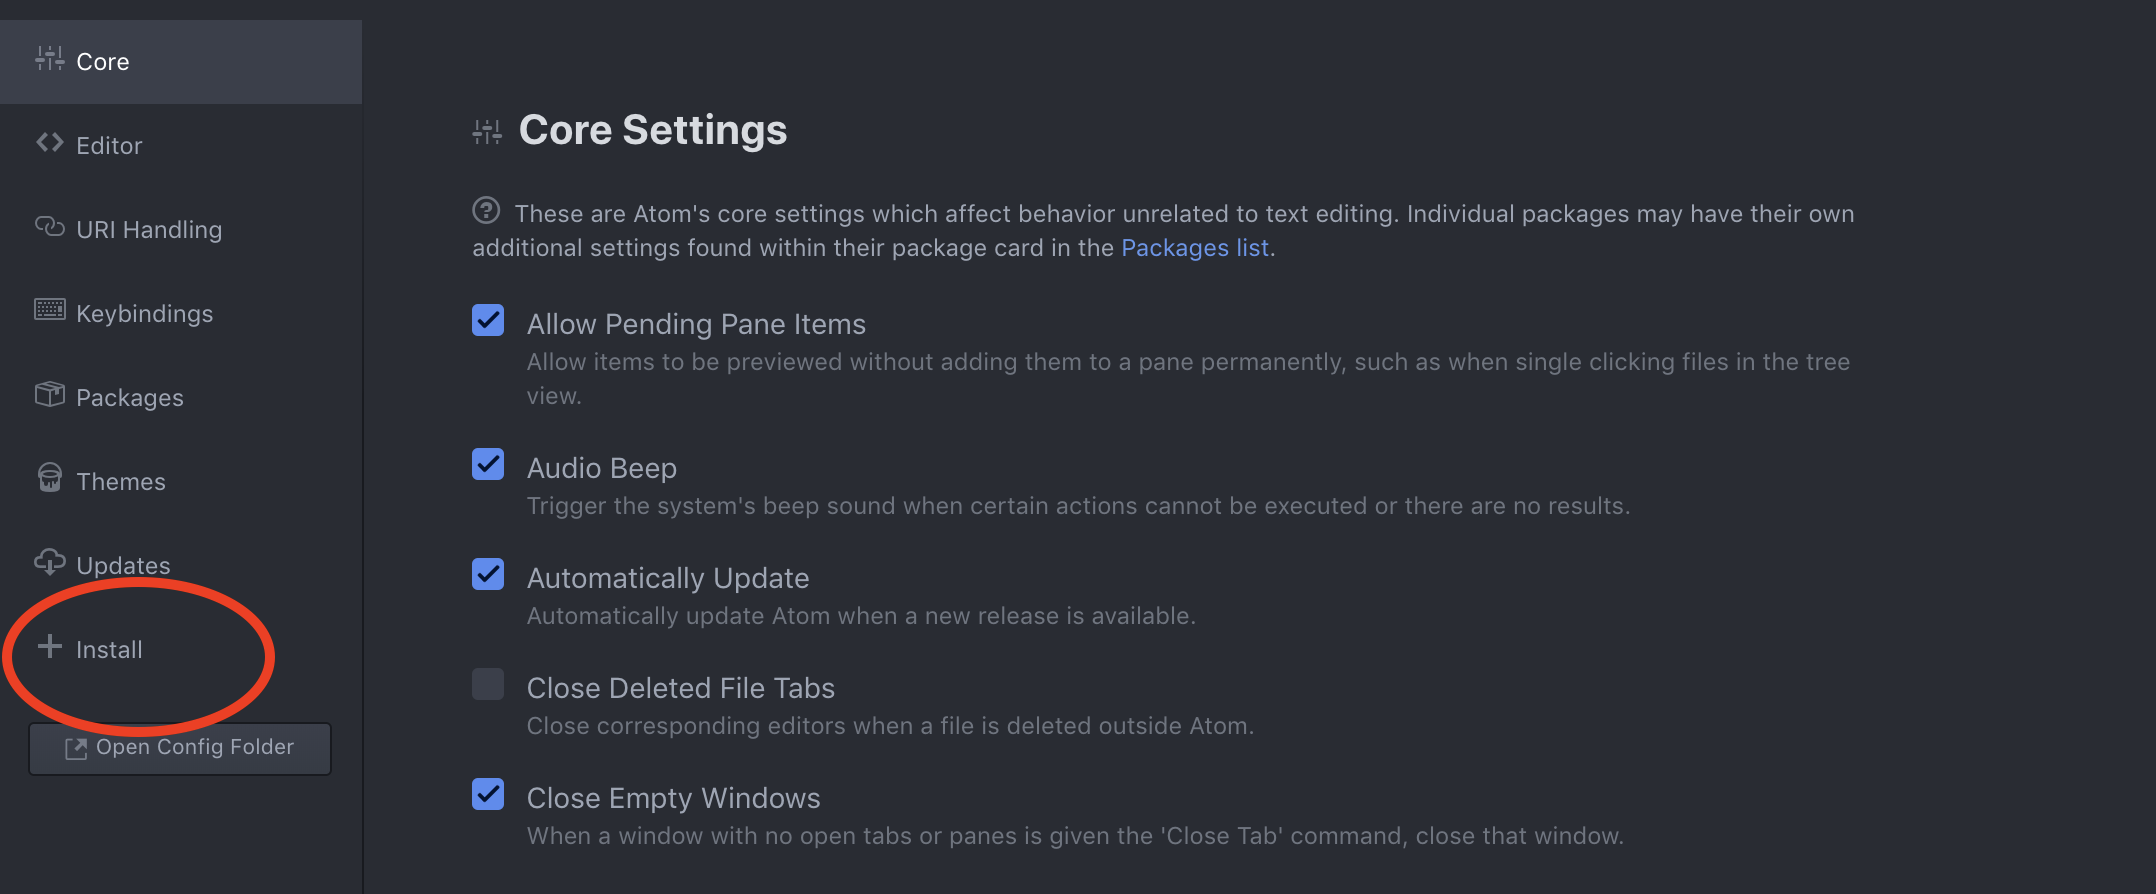 Core
Editor
URI Handling
Keybindings
Packages
Themes
Updates
Install
Open Config Folder
Core Settings
These are Atom's core settings which affect behavior unrelated to text editing. Individual packages may have their own
additional settings found within their package card in the Packages list.
Allow Pending Pane Items
Allow items to be previewed without adding them to a pane permanently, such as when single clicking files in the tree
view.
Audio Beep
Trigger the system's beep sound when certain actions cannot be executed or there are no results.
Automatically Update
Automatically update Atom when a new release is available.
Close Deleted File Tabs
Close corresponding editors when a file is deleted outside Atom.
Close Empty Windows
When a window with no open tabs or panes is given the 'Close Tab' command, close that window.